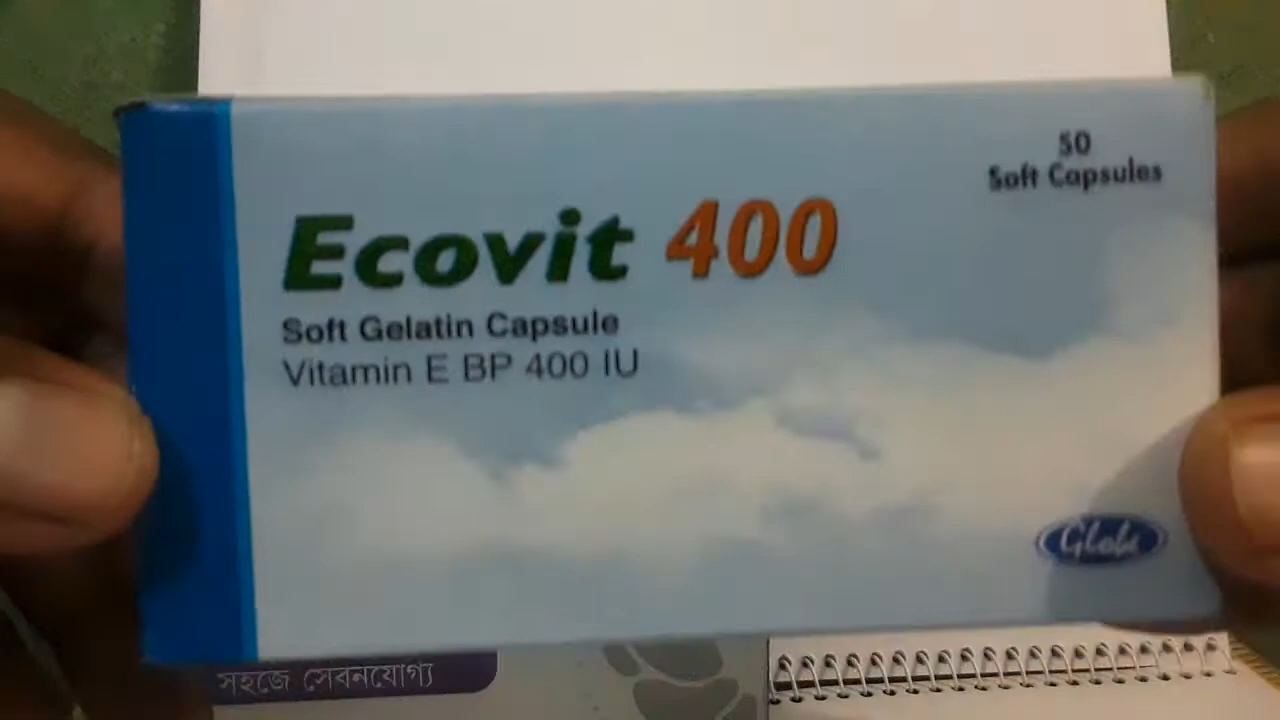 50
Soft Capsules
Ecovit 400
Soft Gelatin Capsule
Vitamin E BP 400 IU
Globe
সহজে সেবনযোগ্য